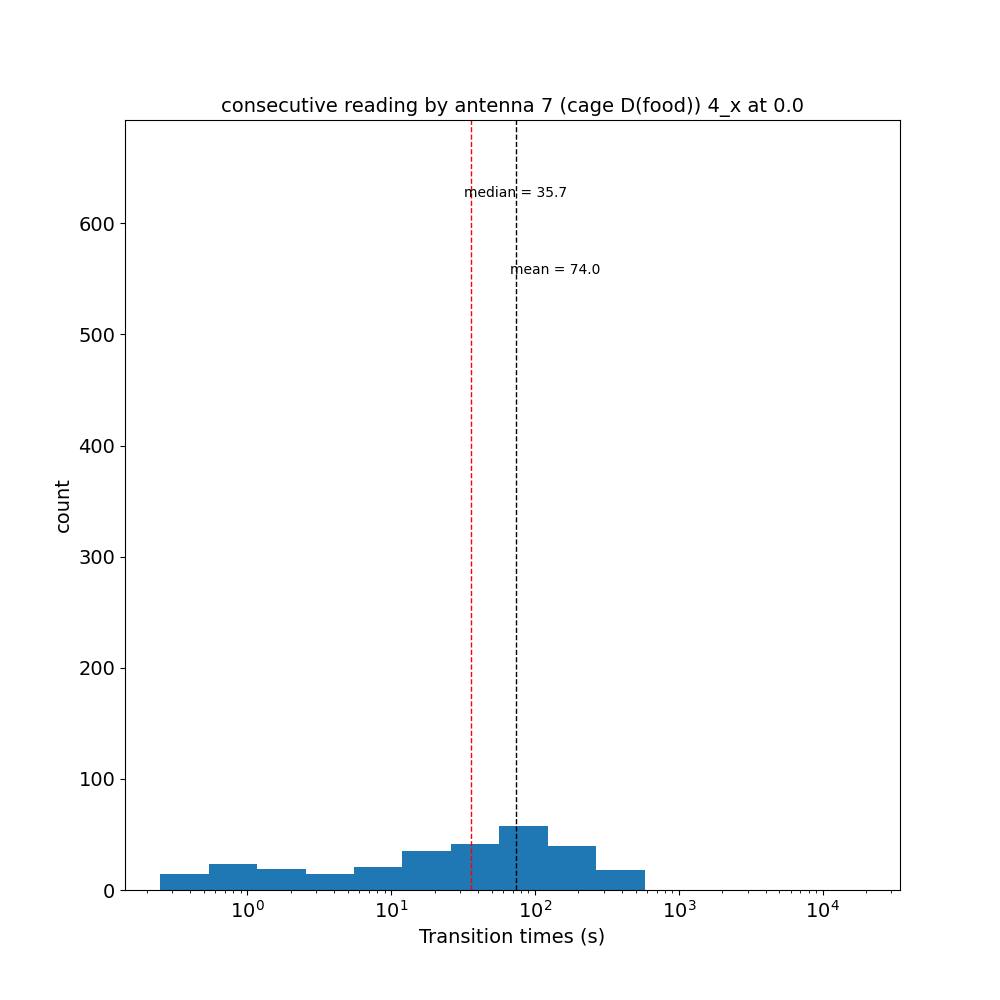 consecutive reading by antenna 7 (cage D(food)) 4_x at 0.0
median = 35.7
mean = 74.0
count
600
500
400
300
200
100
0
10^0 10^1 10^2 10^3 10^4
Transition times (s)